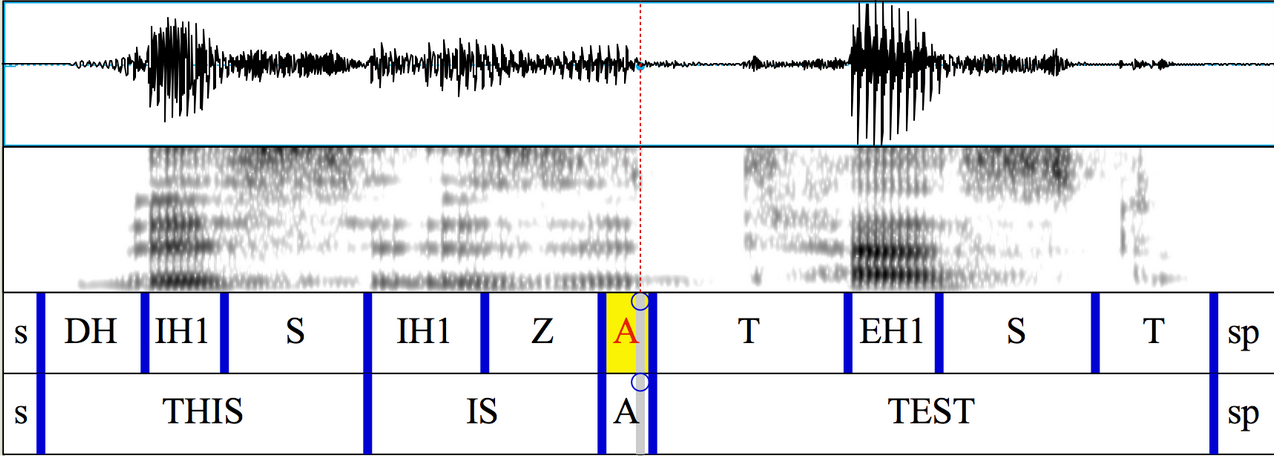 s DH IH1 S IH1 Z A T EH1 S T sp
s THIS IS A TEST sp